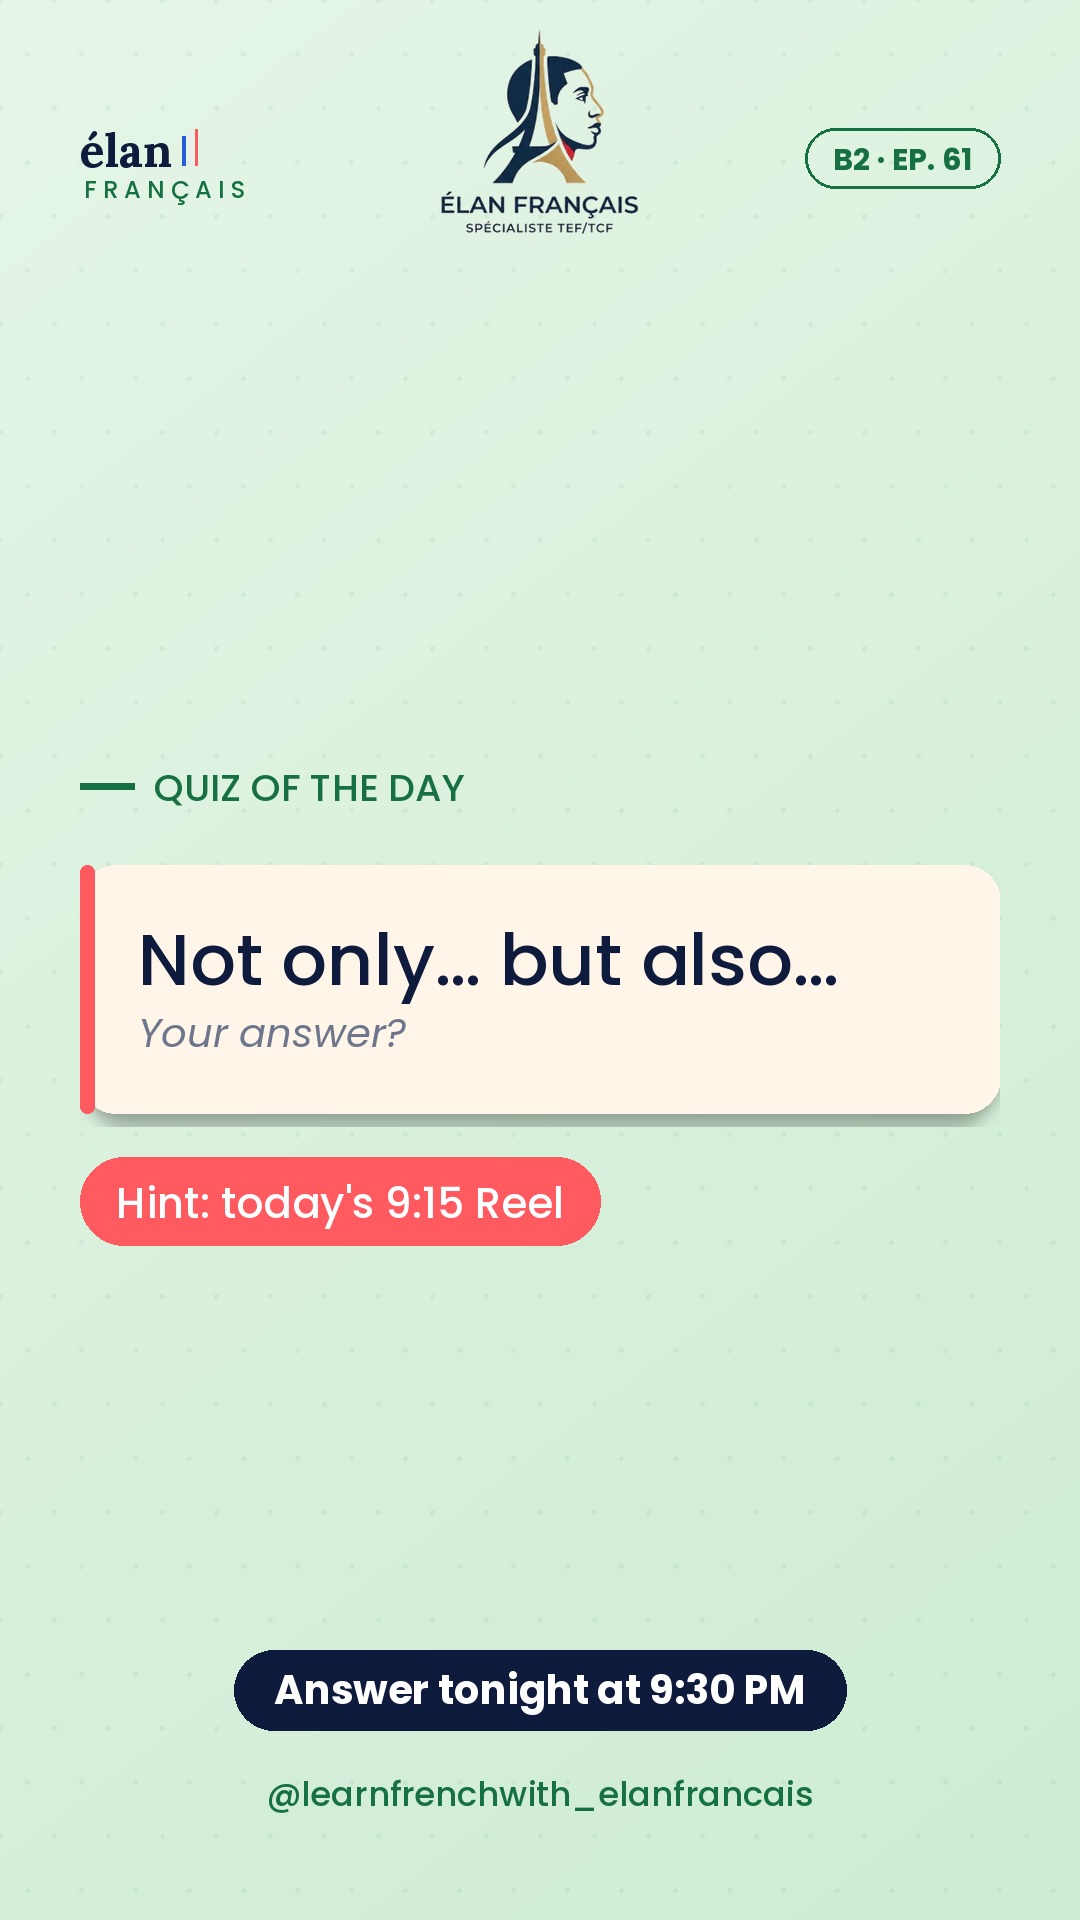 élan
FRANÇAIS
ÉLAN FRANÇAIS
SPÉCIALISTE TEF/TCF
B2 · EP. 61
QUIZ OF THE DAY
Not only... but also...
Your answer?
Hint: today's 9:15 Reel
Answer tonight at 9:30 PM
@learnfrenchwith_elanfrancais